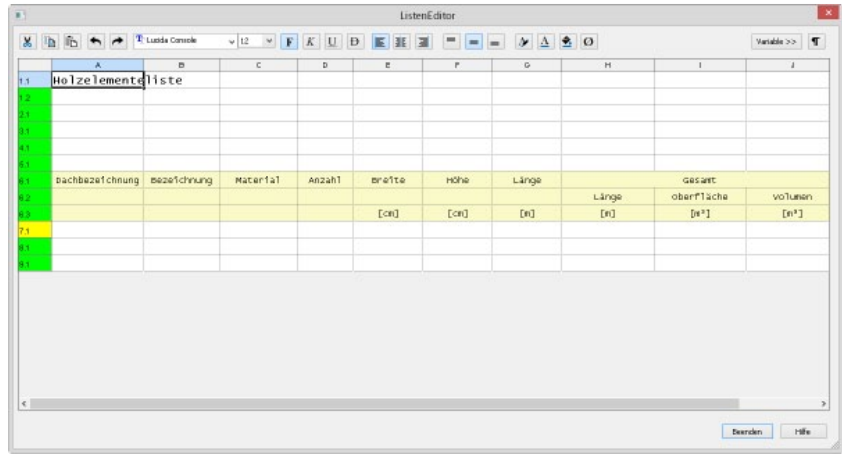 ListenEditor
Lucida Console 12 F K U D A Ø Variable >> ¶
A B C D E F G H I J
1.1 Holzelementeliste
1.2
2.1
3.1
4.1
5.1
6.1 Dachbezeichnung Bezeichnung Material Anzahl Breite Höhe Länge Gesamt
6.2 Länge Oberfläche Volumen
6.3 [cm] [cm] [m] [m] [m²] [m³]
7.1
8.1
9.1
Beenden Hilfe